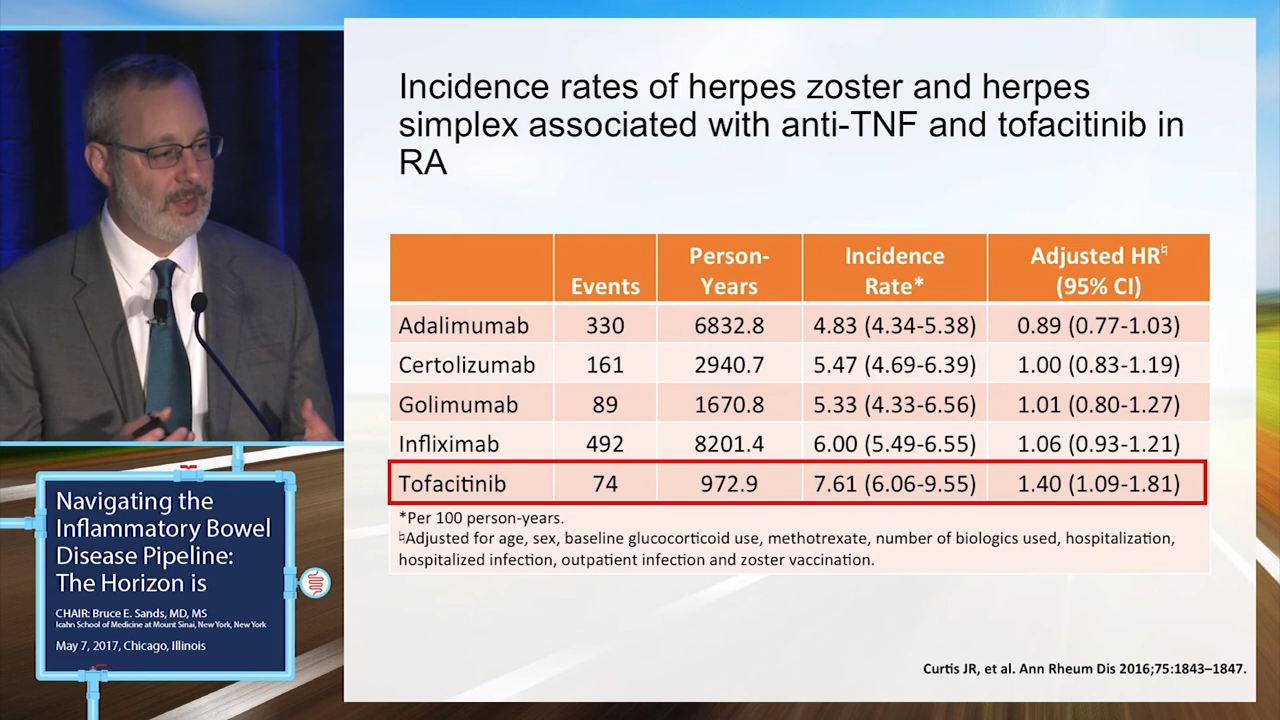 Incidence rates of herpes zoster and herpes
simplex associated with anti-TNF and tofacitinib in
RA
Events Person-Years Incidence Rate* Adjusted HR♮ (95% CI)
Adalimumab 330 6832.8 4.83 (4.34-5.38) 0.89 (0.77-1.03)
Certolizumab 161 2940.7 5.47 (4.69-6.39) 1.00 (0.83-1.19)
Golimumab 89 1670.8 5.33 (4.33-6.56) 1.01 (0.80-1.27)
Infliximab 492 8201.4 6.00 (5.49-6.55) 1.06 (0.93-1.21)
Tofacitinib 74 972.9 7.61 (6.06-9.55) 1.40 (1.09-1.81)
*Per 100 person-years.
♮Adjusted for age, sex, baseline glucocorticoid use, methotrexate, number of biologics used, hospitalization,
hospitalized infection, outpatient infection and zoster vaccination.
Curtis JR, et al. Ann Rheum Dis 2016;75:1843–1847.
Navigating the
Inflammatory Bowel
Disease Pipeline:
The Horizon is
CHAIR: Bruce E. Sands, MD, MS
Icahn School of Medicine at Mount Sinai, New York, New York
May 7, 2017, Chicago, Illinois